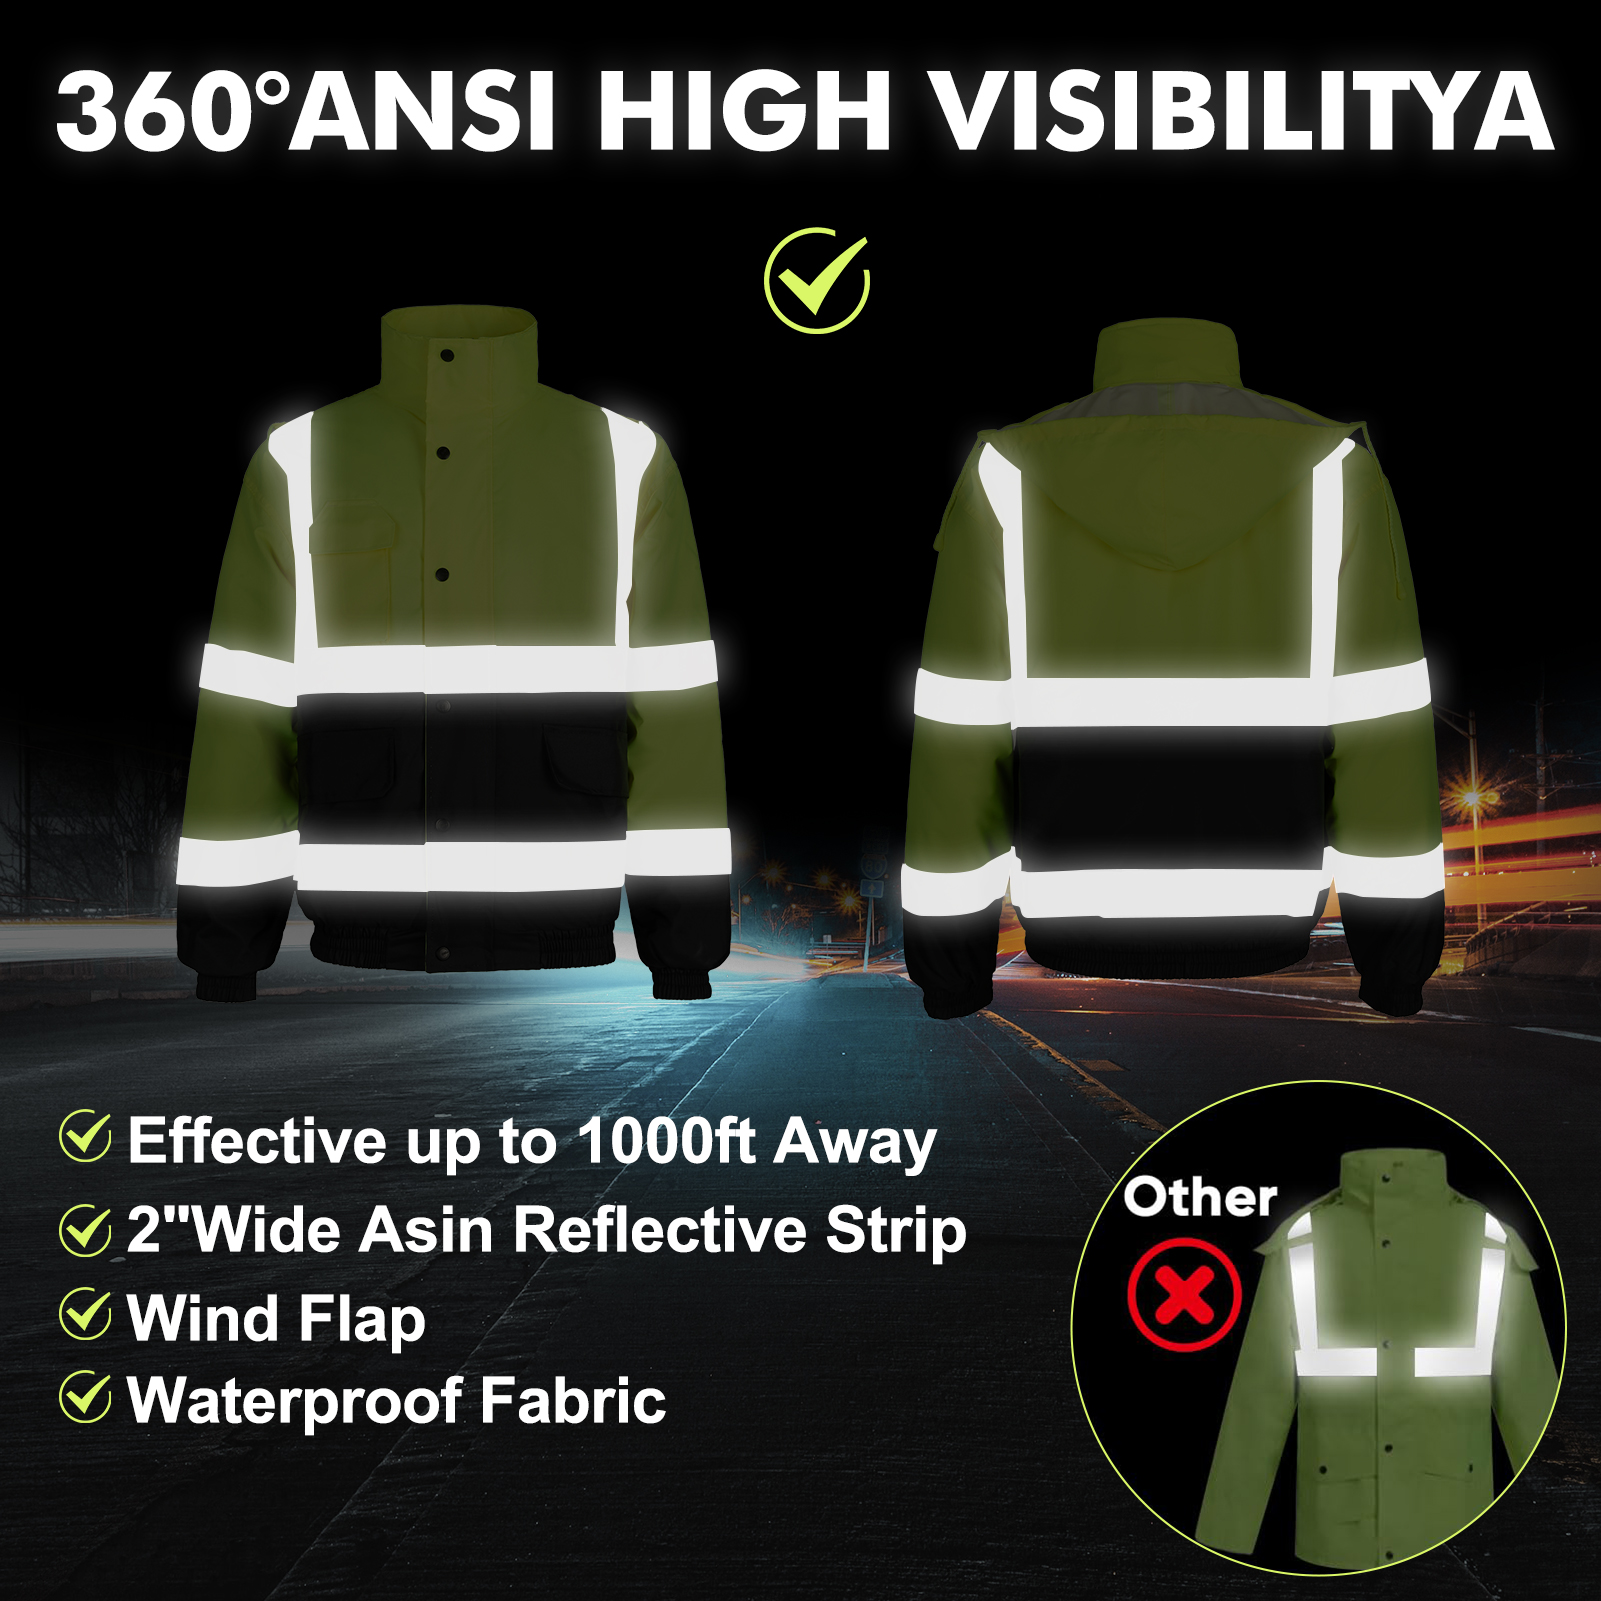 360°ANSI HIGH VISIBILITYA
Effective up to 1000ft Away
2"Wide Asin Reflective Strip
Wind Flap
Waterproof Fabric
Other